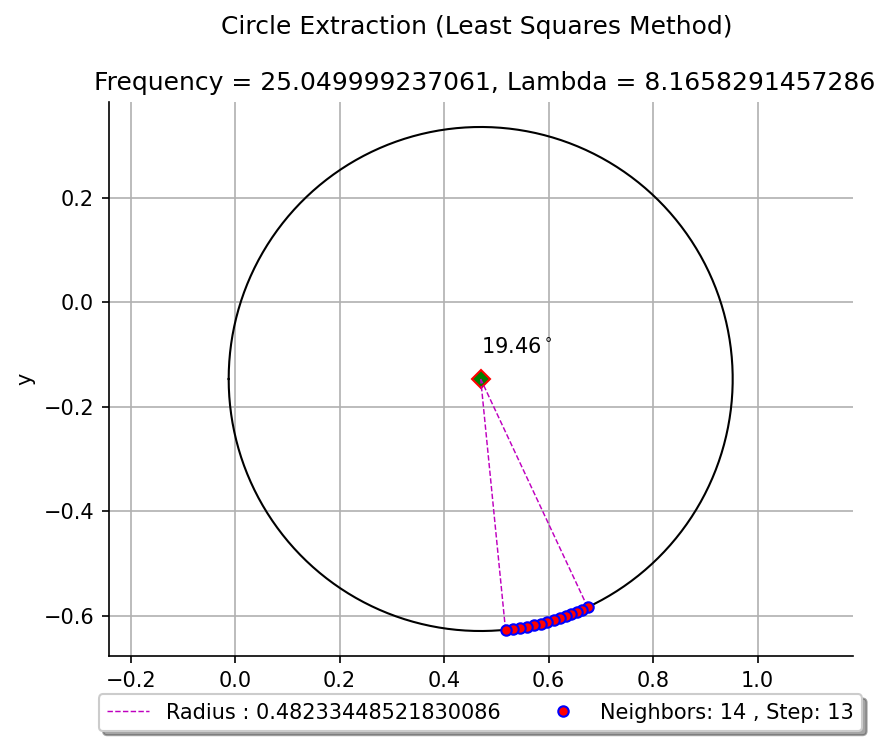 Circle Extraction (Least Squares Method)
Frequency = 25.049999237061, Lambda = 8.1658291457286
0.2
0.0
−0.2
−0.4
−0.6
y
19.46°
−0.2 0.0 0.2 0.4 0.6 0.8 1.0
Radius : 0.48233448521830086 Neighbors: 14 , Step: 13